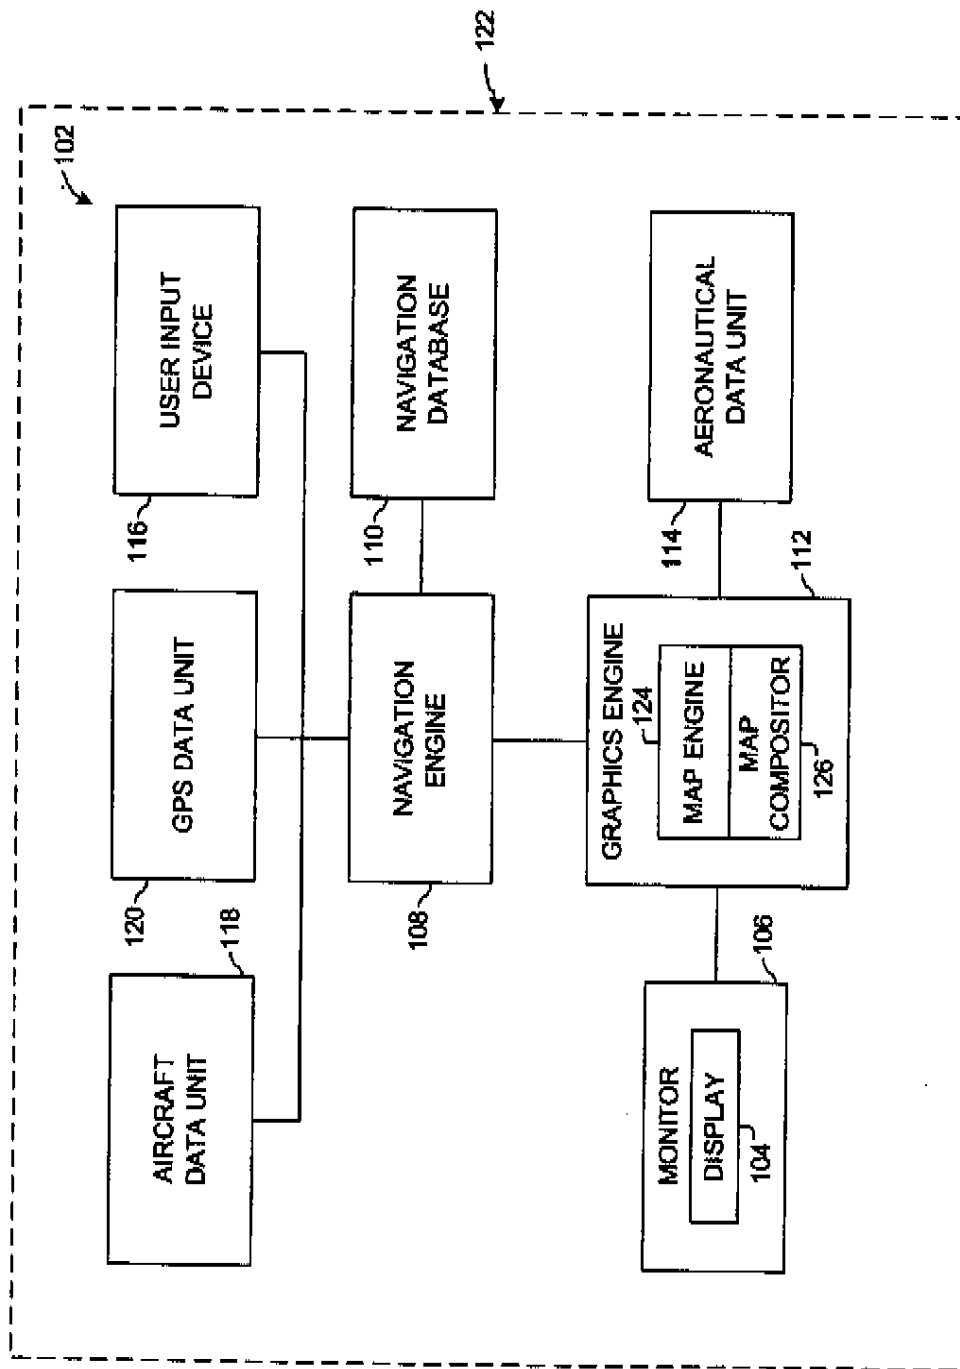 102
122
AIRCRAFT
DATA UNIT
118
GPS DATA UNIT
120
USER INPUT
DEVICE
116
NAVIGATION
ENGINE
108
NAVIGATION
DATABASE
110
MONITOR
DISPLAY
104
106
GRAPHICS ENGINE
124
MAP ENGINE
MAP
COMPOSITOR
126
112
AERONAUTICAL
DATA UNIT
114